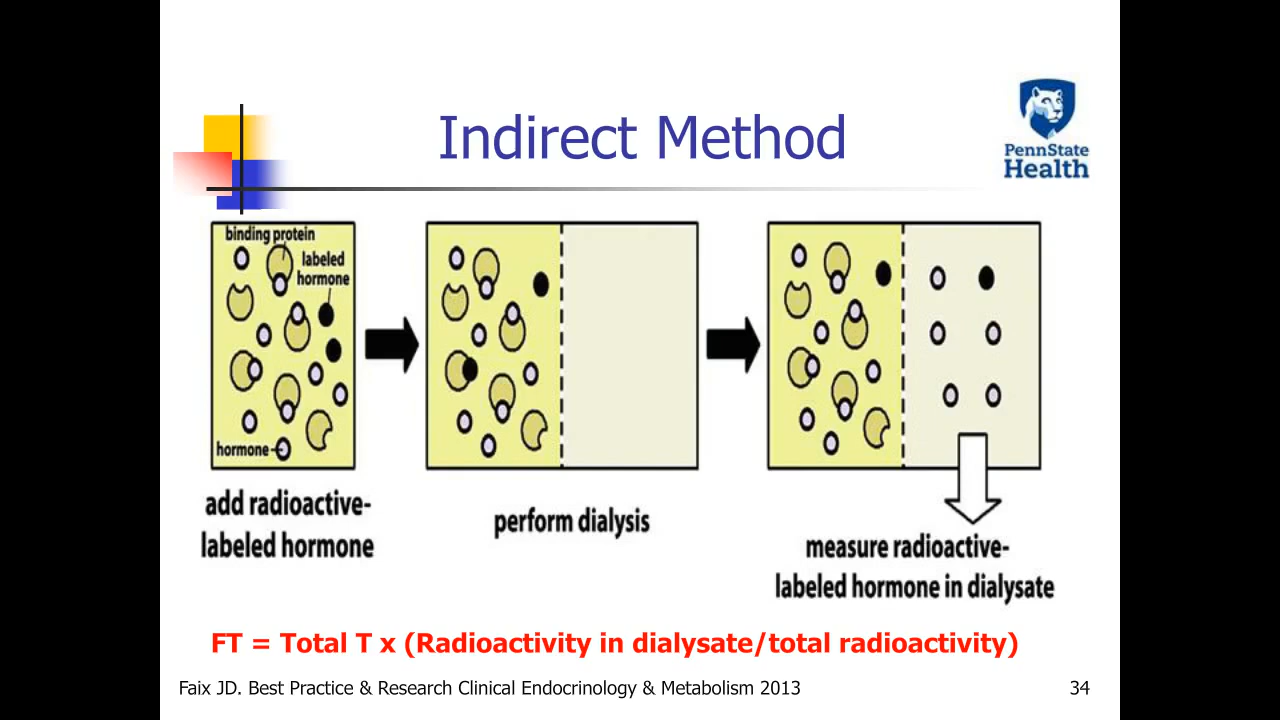 Indirect Method
PennState
Health
binding protein
labeled
hormone
hormone
add radioactive-
labeled hormone
perform dialysis
measure radioactive-
labeled hormone in dialysate
FT = Total T x (Radioactivity in dialysate/total radioactivity)
Faix JD. Best Practice & Research Clinical Endocrinology & Metabolism 2013
34